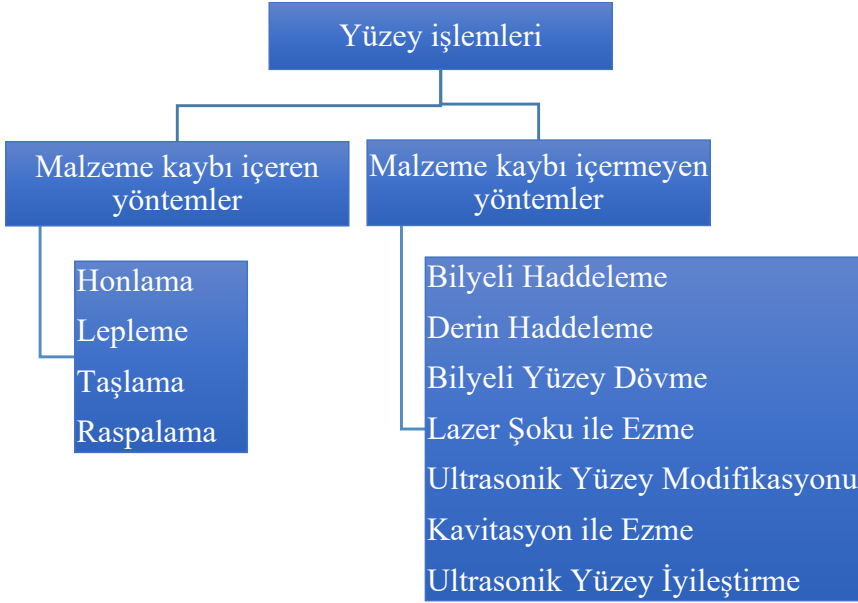 Yüzey işlemleri
Malzeme kaybı içeren
yöntemler
Malzeme kaybı içermeyen
yöntemler
Honlama
Lepleme
Taşlama
Raspalama
Bilyeli Haddeleme
Derin Haddeleme
Bilyeli Yüzey Dövme
Lazer Şoku ile Ezme
Ultrasonik Yüzey Modifikasyonu
Kavitasyon ile Ezme
Ultrasonik Yüzey İyileştirme